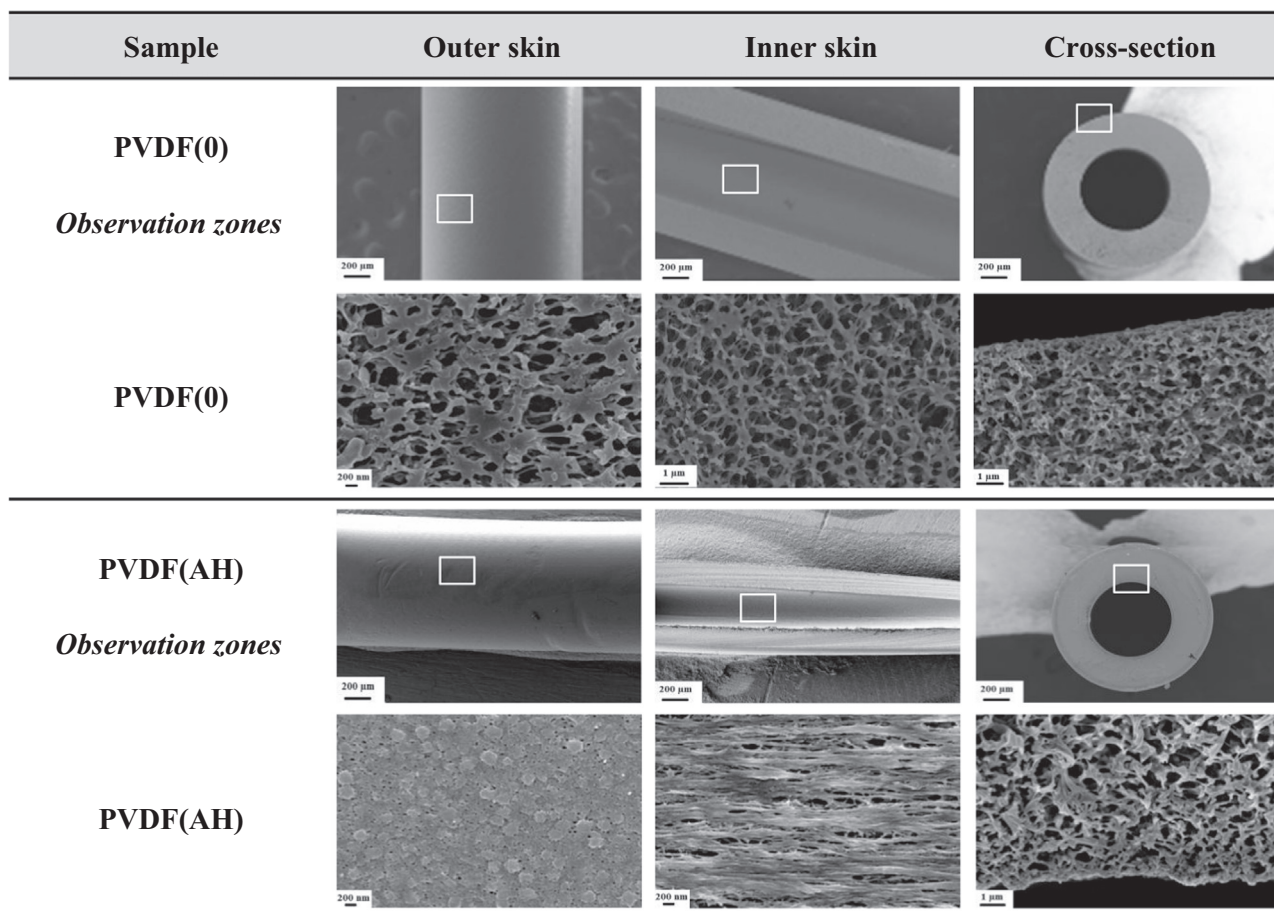 Sample Outer skin Inner skin Cross-section
PVDF(0)
Observation zones
200 µm 200 µm 200 µm
PVDF(0)
200 nm 1 µm 1 µm
PVDF(AH)
Observation zones
200 µm 200 µm 200 µm
PVDF(AH)
200 nm 200 nm 1 µm